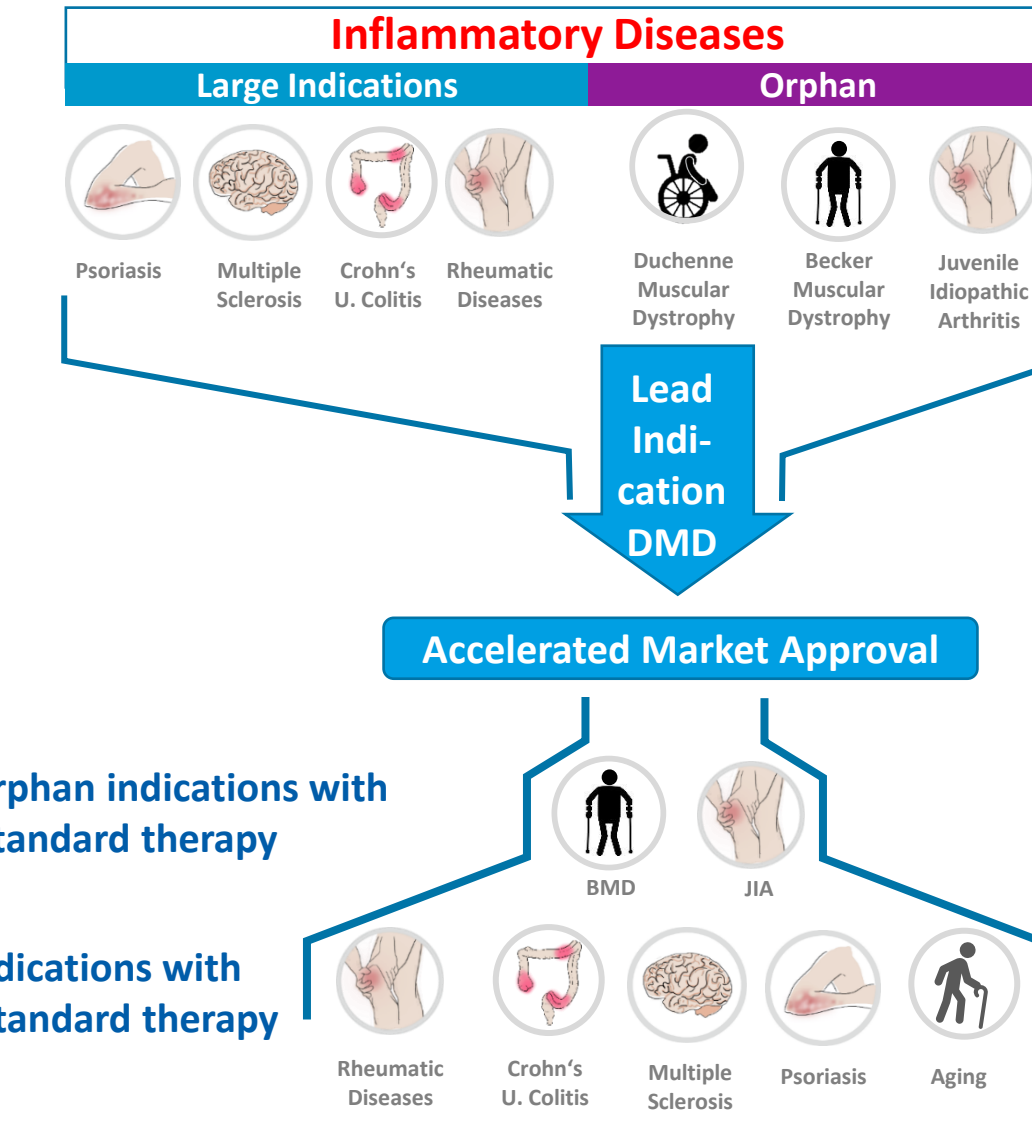 Inflammatory Diseases
Large Indications
Orphan
Psoriasis
Multiple
Sclerosis
Crohn‘s
U. Colitis
Rheumatic
Diseases
Duchenne
Muscular
Dystrophy
Becker
Muscular
Dystrophy
Juvenile
Idiopathic
Arthritis
Lead
Indi-
cation
DMD
Accelerated Market Approval
rphan indications with
tandard therapy
BMD
JIA
dications with
tandard therapy
Rheumatic
Diseases
Crohn‘s
U. Colitis
Multiple
Sclerosis
Psoriasis
Aging